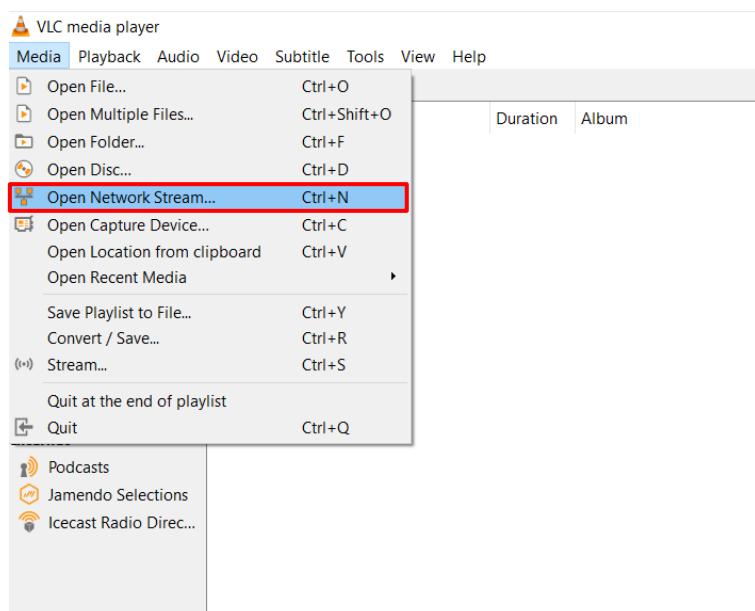 VLC media player
Media Playback Audio Video Subtitle Tools View Help
Open File... Ctrl+O
Open Multiple Files... Ctrl+Shift+O
Duration Album
Open Folder... Ctrl+F
Open Disc... Ctrl+D
Open Network Stream... Ctrl+N
Open Capture Device... Ctrl+C
Open Location from clipboard Ctrl+V
Open Recent Media
Save Playlist to File... Ctrl+Y
Convert / Save... Ctrl+R
Stream... Ctrl+S
Quit at the end of playlist
Quit Ctrl+Q
Podcasts
Jamendo Selections
Icecast Radio Direc...